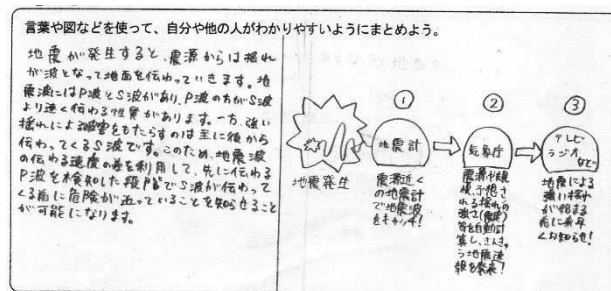 言葉や図などを使って、自分や他の人がわかりやすいようにまとめよう。
地震が発生すると、震源からは揺れ
が波となって地面を伝わっていきます。地
震波にはP波とS波があり、P波の方がS波
より速く伝わる性質があります。一方、強い
揺れによる被害をもたらすのは主に後から
伝わってくるS波です。このため、地震波
の伝わる速度の差を利用して、先に伝わる
P波を検知した段階でS波が伝わって
くる前に危険が迫っていることを知らせること
が可能になります。
地震発生
①
地震計
震源近く
の地震計
で地震波
をキャッチ!
②
気象庁
震源や規
模、予想さ
れる揺れの
強さ(震度)
等を自動計
算し、きんきゅ
う地震速
報を発表!
③
テレビ
ラジオ
など
地震による
強い揺れ
が始まる
前に素早
くお知らせ!